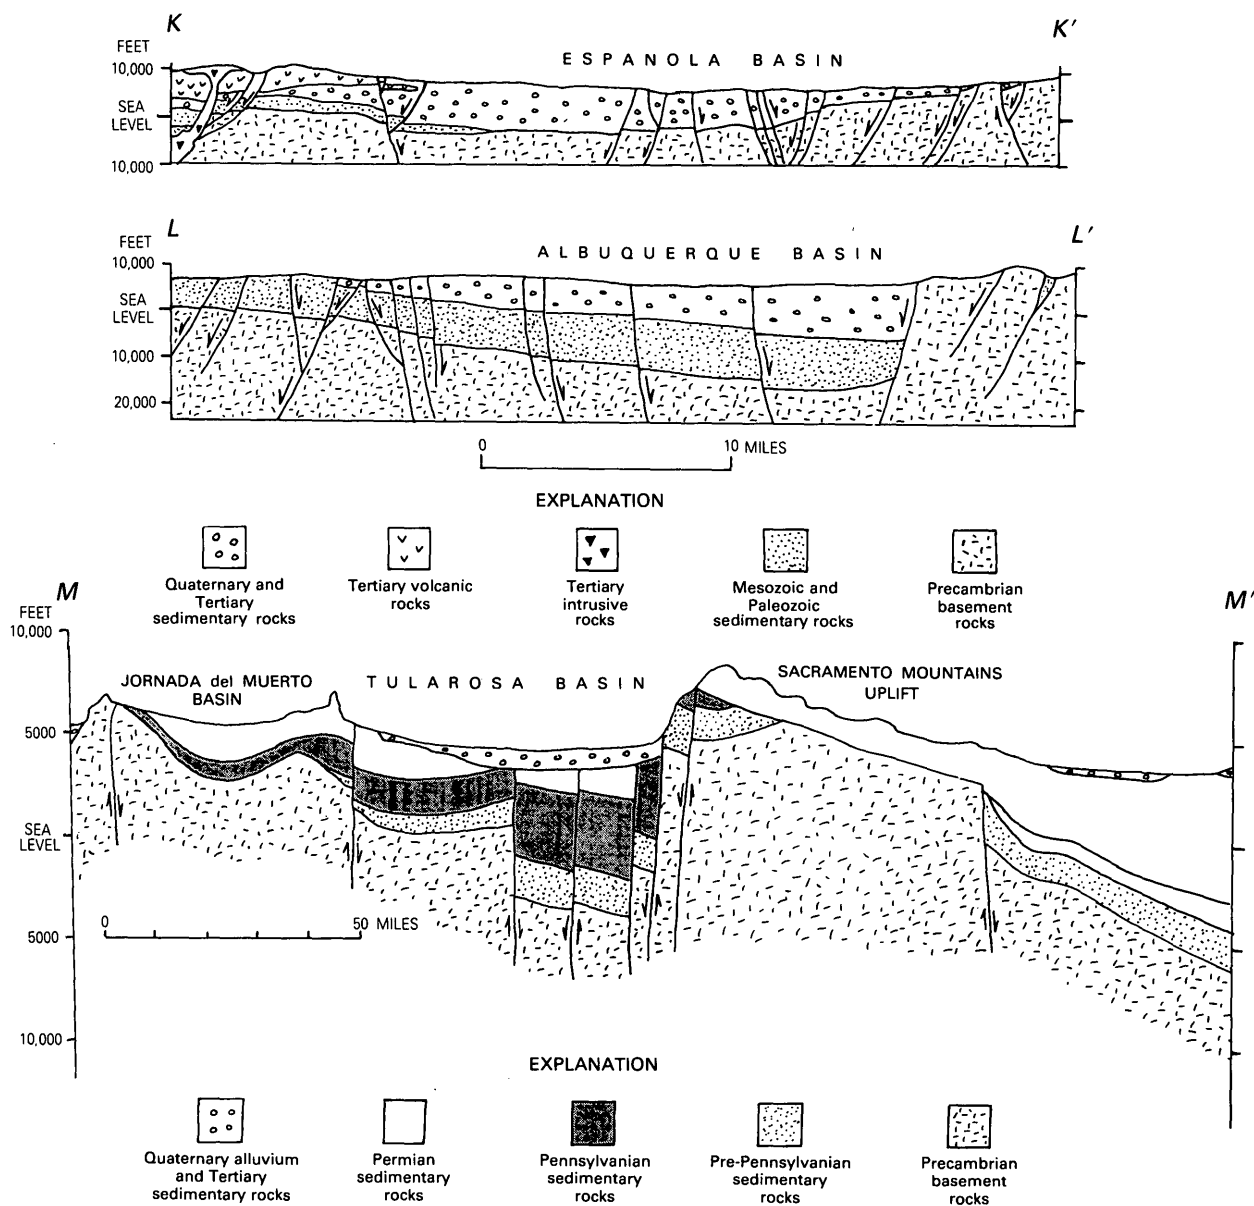 K
K'
FEET
ESPANOLA BASIN
10,000
SEA
LEVEL
10,000
L
L'
FEET
ALBUQUERQUE BASIN
10,000
SEA
LEVEL
10,000
20,000
0
10 MILES
EXPLANATION
Quaternary and
Tertiary
sedimentary rocks
Tertiary volcanic
rocks
Tertiary
intrusive
rocks
Mesozoic and
Paleozoic
sedimentary rocks
Precambrian
basement
rocks
M
M'
FEET
10,000
JORNADA del MUERTO
BASIN
TULAROSA BASIN
SACRAMENTO MOUNTAINS
UPLIFT
5000
SEA
LEVEL
0
50 MILES
5000
10,000
EXPLANATION
Quaternary alluvium
and Tertiary
sedimentary rocks
Permian
sedimentary
rocks
Pennsylvanian
sedimentary
rocks
Pre-Pennsylvanian
sedimentary
rocks
Precambrian
basement
rocks